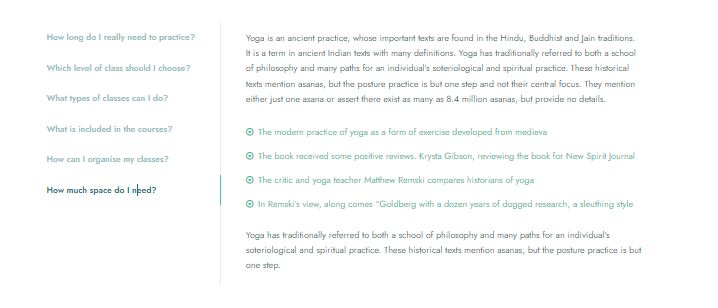 How long do I really need to practice?
Which level of class should I choose?
What types of classes can I do?
What is included in the courses?
How can I organise my classes?
How much space do I need?
Yoga is an ancient practice, whose important texts are found in the Hindu, Buddhist and Jain traditions.
It is a term in ancient Indian texts with many definitions. Yoga has traditionally referred to both a school
of philosophy and many paths for an individual's soteriological and spiritual practice. These historical
texts mention asanas, but the posture practice is but one step and not their central focus. They mention
either just one asana or assert there exist as many as 8.4 million asanas, but provide no details.
The modern practice of yoga as a form of exercise developed from medieva
The book received some positive reviews. Krysta Gibson, reviewing the book for New Spirit Journal
The critic and yoga teacher Matthew Remski compares historians of yoga
In Remski's view, along comes "Goldberg with a dozen years of dogged research, a sleuthing style
Yoga has traditionally referred to both a school of philosophy and many paths for an individual's
soteriological and spiritual practice. These historical texts mention asanas, but the posture practice is but
one step.